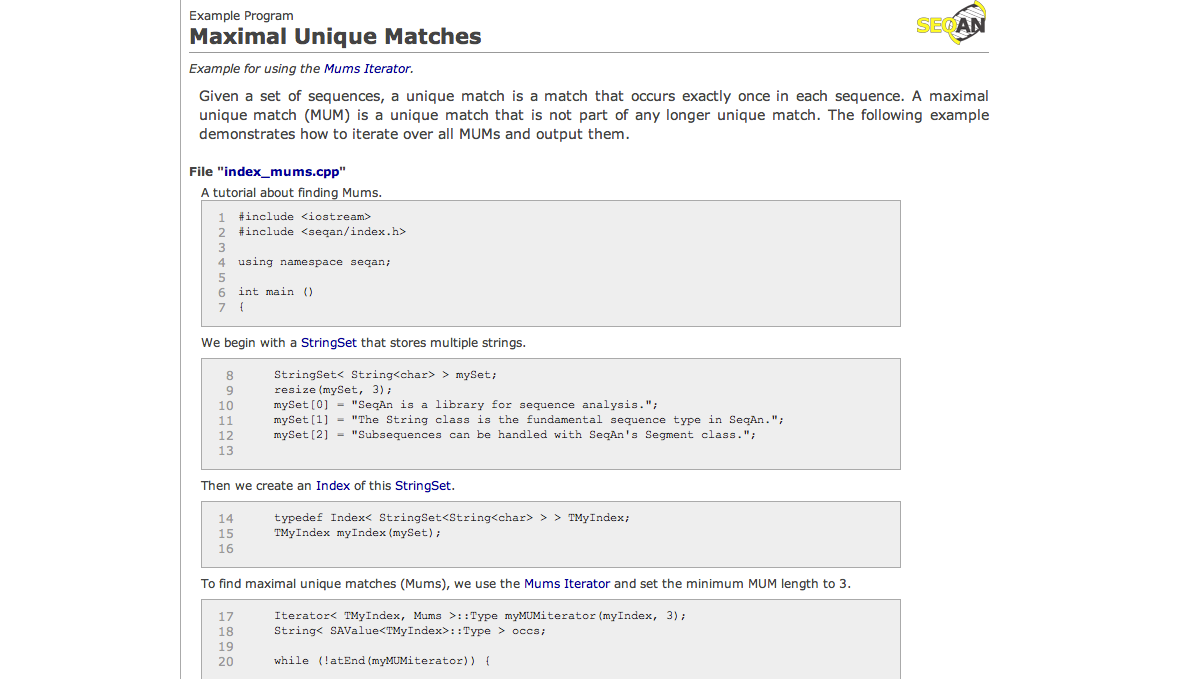 Example Program
Maximal Unique Matches
SEQAN
Example for using the Mums Iterator.
Given a set of sequences, a unique match is a match that occurs exactly once in each sequence. A maximal
unique match (MUM) is a unique match that is not part of any longer unique match. The following example
demonstrates how to iterate over all MUMs and output them.
File "index_mums.cpp"
A tutorial about finding Mums.
1 #include <iostream>
2 #include <seqan/index.h>
3
4 using namespace seqan;
5
6 int main ()
7 {
We begin with a StringSet that stores multiple strings.
8 StringSet< String<char> > mySet;
9 resize(mySet, 3);
10 mySet[0] = "SeqAn is a library for sequence analysis.";
11 mySet[1] = "The String class is the fundamental sequence type in SeqAn.";
12 mySet[2] = "Subsequences can be handled with SeqAn's Segment class.";
13
Then we create an Index of this StringSet.
14 typedef Index< StringSet<String<char> > > TMyIndex;
15 TMyIndex myIndex(mySet);
16
To find maximal unique matches (Mums), we use the Mums Iterator and set the minimum MUM length to 3.
17 Iterator< TMyIndex, Mums >::Type myMUMiterator(myIndex, 3);
18 String< SAValue<TMyIndex>::Type > occs;
19
20 while (!atEnd(myMUMiterator)) {